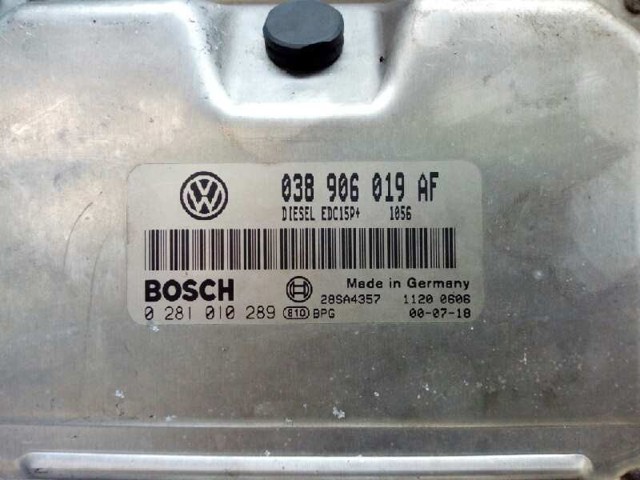 038 906 019 AF
DIESEL EDC15P+ 1056
BOSCH Made in Germany
28SA4357 1120 0606
0 281 010 289 81D BPG 00-07-18